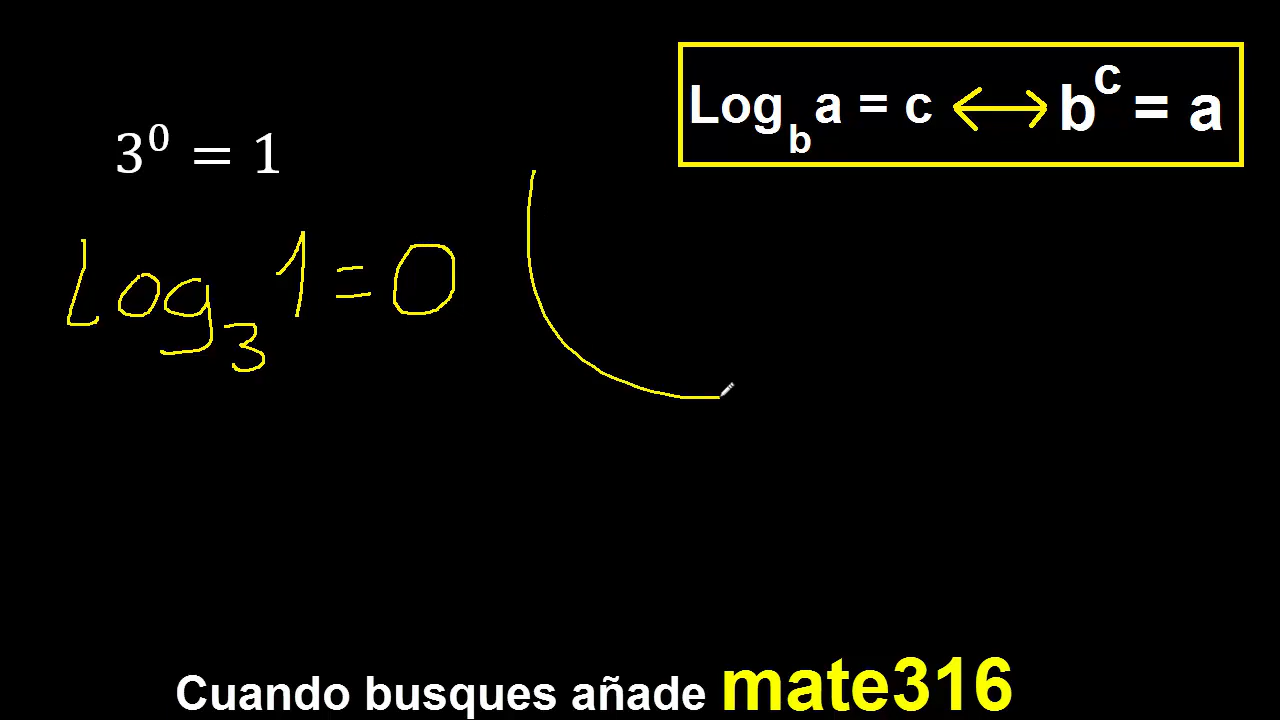 Log_b a = c ⟷ b^c = a
3^0 = 1
Log_3 1 = 0
Cuando busques añade mate316